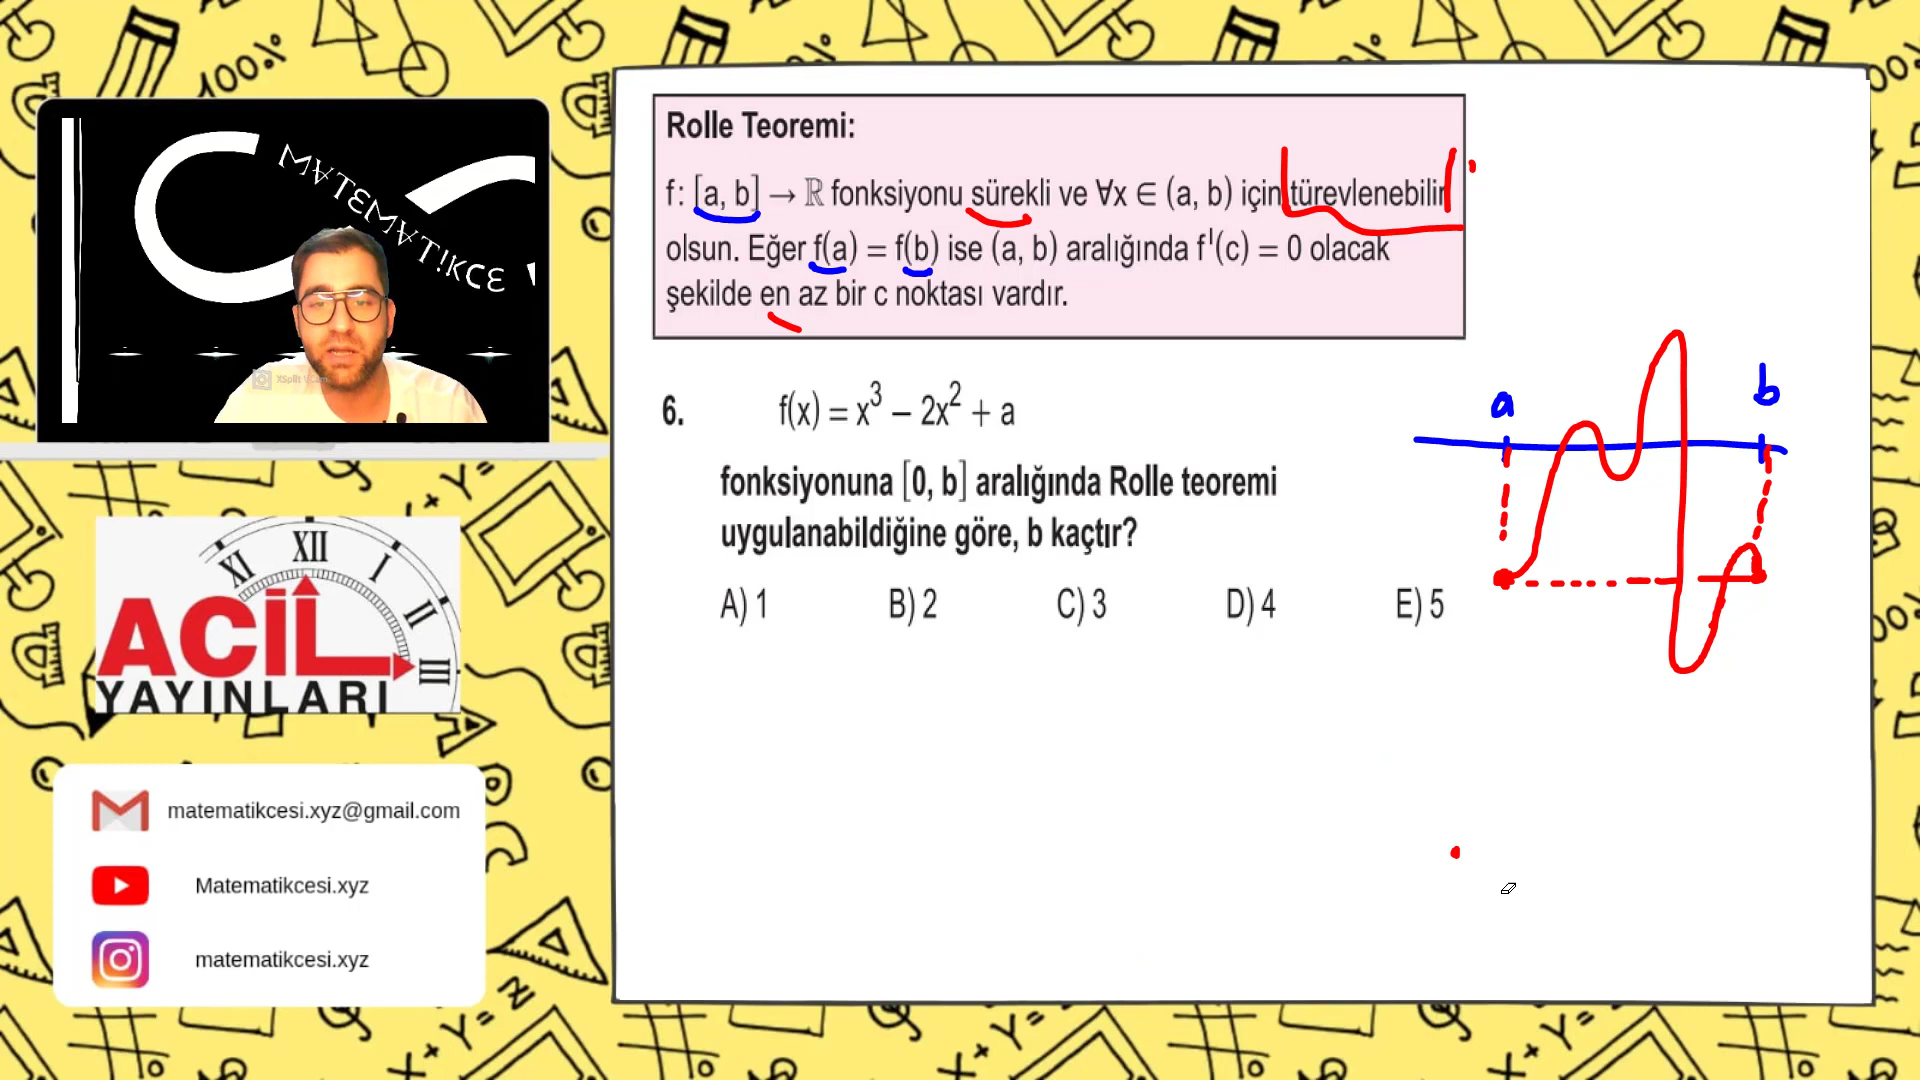 MATEMATİKCE
XSplit VCam
XII
XI
I
II
III
ACİL
YAYINLARI
matematikcesi.xyz@gmail.com
Matematikcesi.xyz
matematikcesi.xyz
Rolle Teoremi:
f: [a, b] → ℝ fonksiyonu sürekli ve ∀x ∈ (a, b) için türevlenebilir
olsun. Eğer f(a) = f(b) ise (a, b) aralığında f'(c) = 0 olacak
şekilde en az bir c noktası vardır.
6. f(x) = x³ – 2x² + a
fonksiyonuna [0, b] aralığında Rolle teoremi
uygulanabildiğine göre, b kaçtır?
A) 1 B) 2 C) 3 D) 4 E) 5
a b